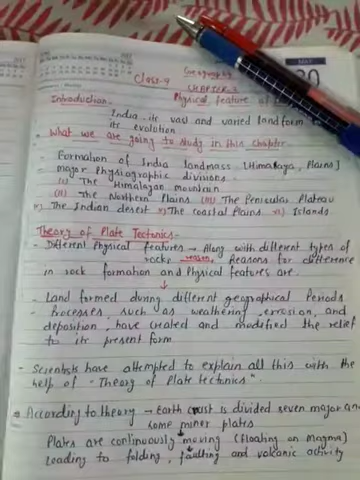 MAY
Geography
Class-9
CHAPTER-2
Introduction- Physical feature of
India - its vast and varied landform
its evolution
- What we are going to study in this chapter
Formation of India landmass [Himalaya, Plains]
major Physiographic divisions
(i) The Himalayan mountain
(ii) The Northern Plains (iii) The Penicular Plateau
The Indian desert v) The Coastal Plains vi) Islands
Theory of Plate Tectonics-
- Different Physical features → Along with different types of
rocks, Reasons for difference
in rock formation and Physical features are.
↓
- Land formed during different geographical Periods
- Processes, such as weathering, errosion, and
deposition, have created and modified the relief
to its present form
- Scientists have attempted to explain all this with the
help of - "Theory of Plate tectonics"
According to theory → Earth crust is divided seven major and
some miner plates
Plates are continuously moving (floating on magma)
leading to folding, faulting and volcanic activity